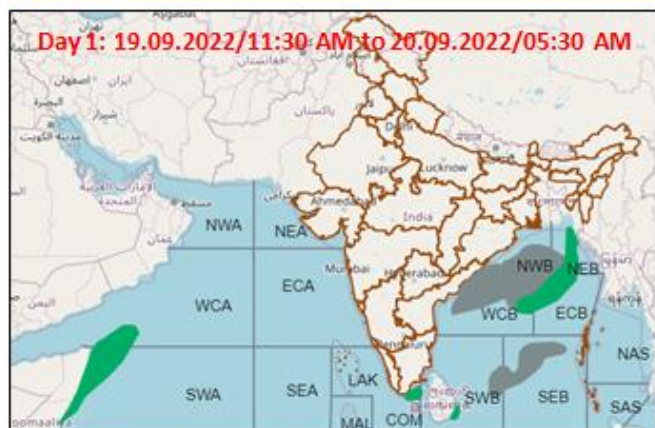 Day 1: 19.09.2022/11:30 AM to 20.09.2022/05:30 AM
اصفهان
ایران
افغانستان
پاکستان
البصرة
شیراز
مدينة الكويت
Delhi
Jaipur
Lucknow
الإمارات العربية
المتحدة
مسقط
کراچی
Ahmedabad
India
عمان
NWA
NEA
Mumbai
Hyderabad
NWB
NEB
اليمن
WCA
ECA
WCB
ECB
Bengaluru
NAS
SWA
SEA
LAK
SWB
SEB
MAL
COM
SAS